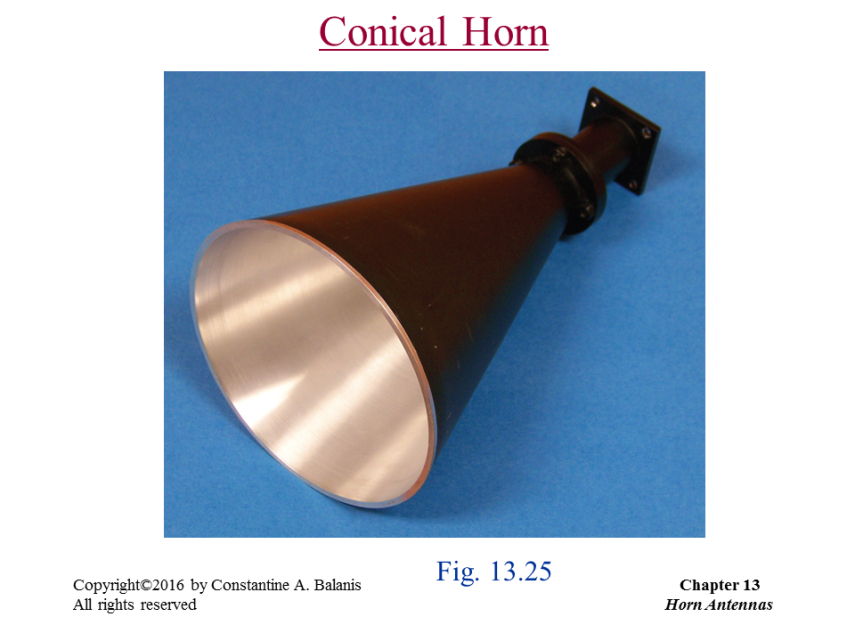 Conical Horn
Fig. 13.25
Copyright©2016 by Constantine A. Balanis
All rights reserved
Chapter 13
Horn Antennas